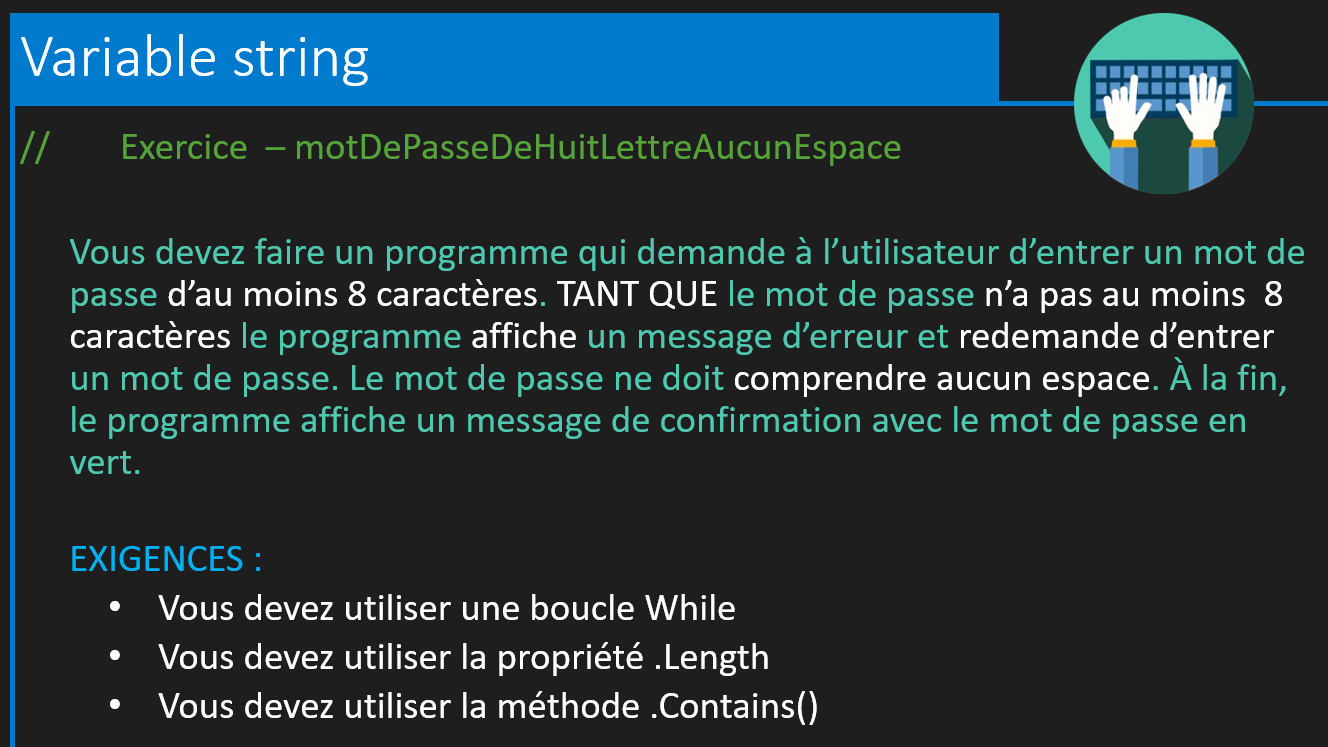 Variable string
// Exercice – motDePasseDeHuitLettreAucunEspace
Vous devez faire un programme qui demande à l’utilisateur d’entrer un mot de
passe d’au moins 8 caractères. TANT QUE le mot de passe n’a pas au moins 8
caractères le programme affiche un message d’erreur et redemande d’entrer
un mot de passe. Le mot de passe ne doit comprendre aucun espace. À la fin,
le programme affiche un message de confirmation avec le mot de passe en
vert.
EXIGENCES :
• Vous devez utiliser une boucle While
• Vous devez utiliser la propriété .Length
• Vous devez utiliser la méthode .Contains()